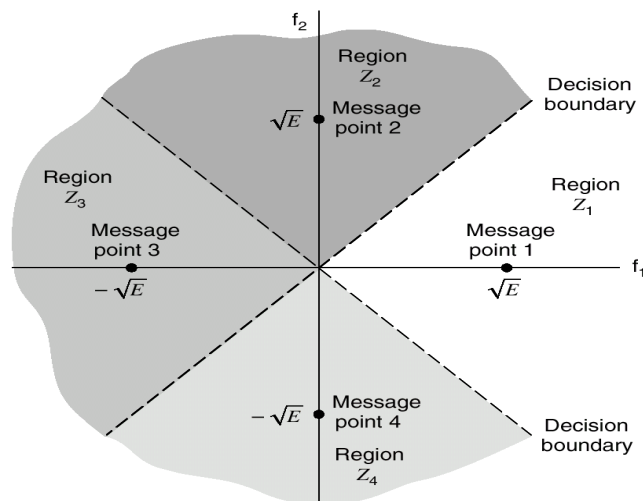 f₂
Region
Z₂
Decision
boundary
√E
Message
point 2
Region
Z₃
Region
Z₁
Message
point 3
Message
point 1
f₁
−√E
√E
−√E
Message
point 4
Region
Z₄
Decision
boundary